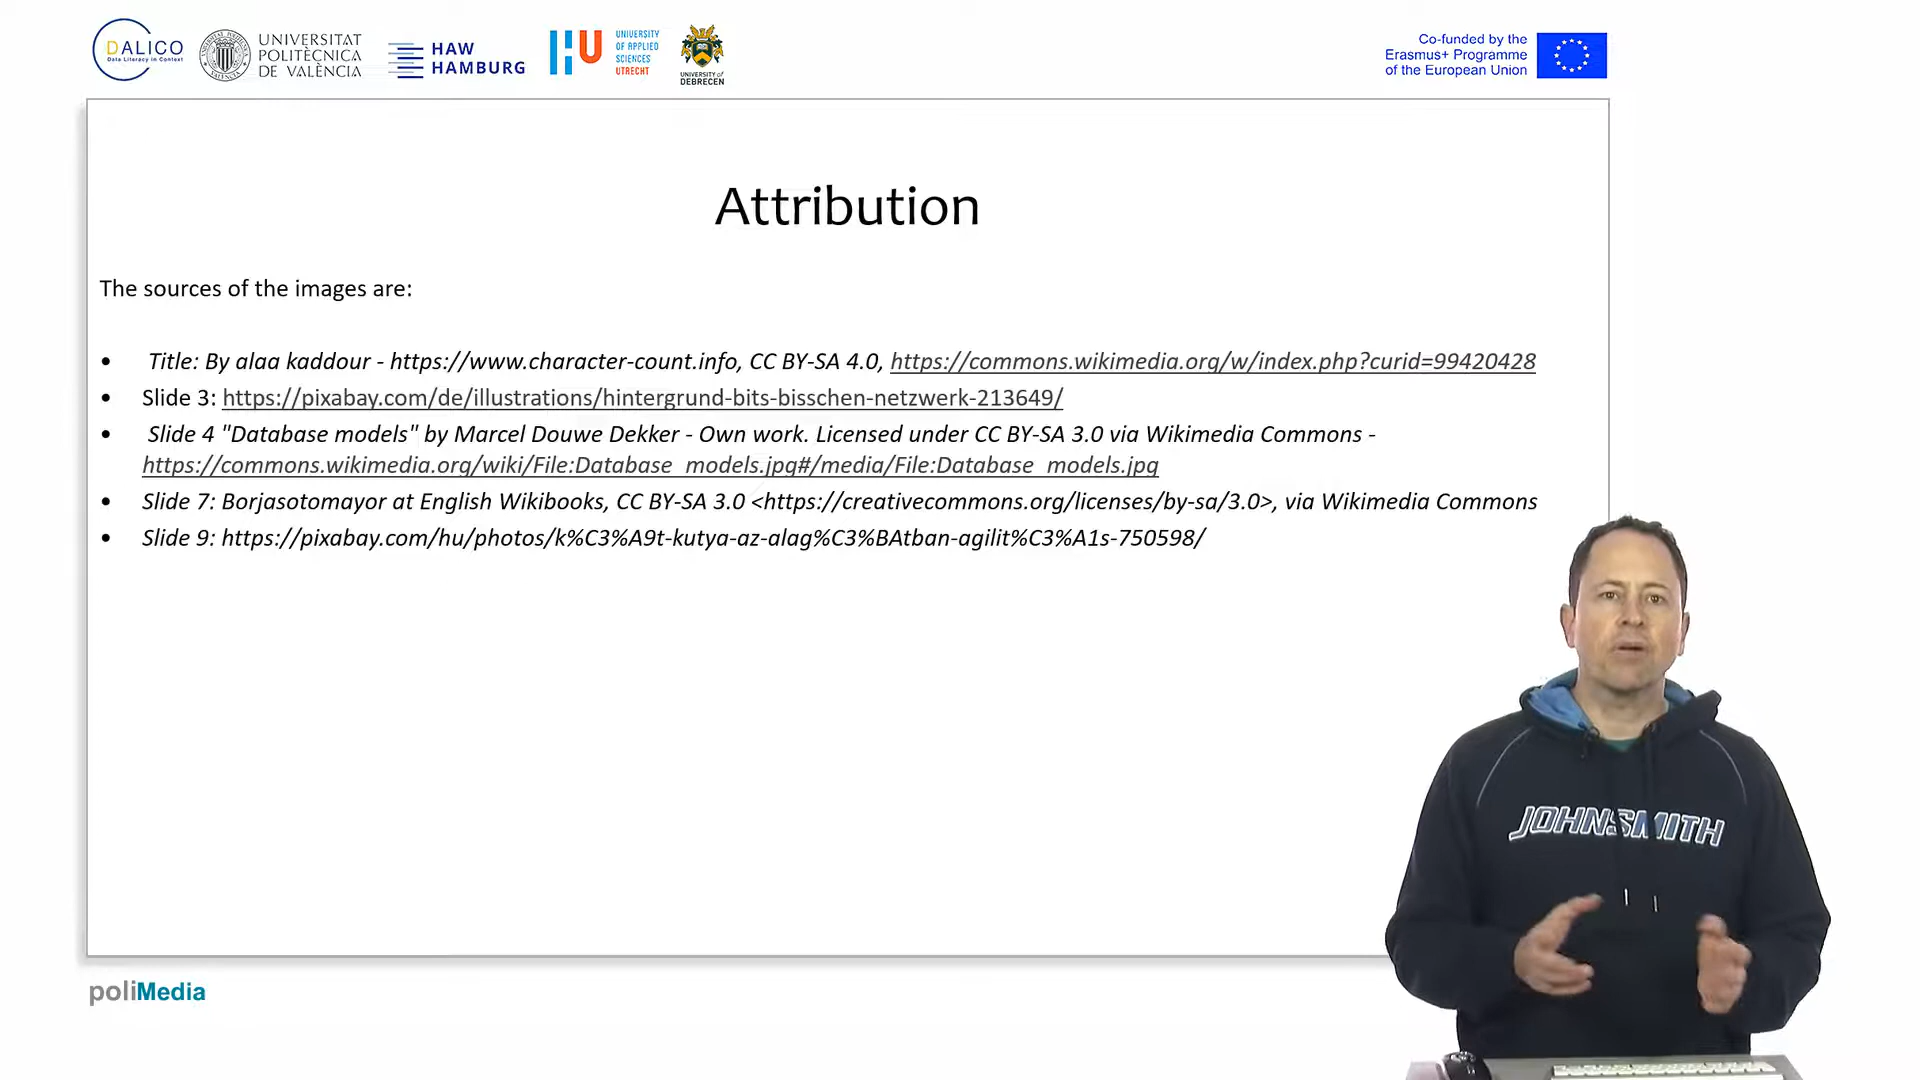 DALICO
Data Literacy in Context
UNIVERSITAT
POLITÈCNICA
DE VALÈNCIA
HAW
HAMBURG
HU
UNIVERSITY
OF APPLIED
SCIENCES
UTRECHT
UNIVERSITY of
DEBRECEN
Co-funded by the
Erasmus+ Programme
of the European Union
Attribution
The sources of the images are:
• Title: By alaa kaddour - https://www.character-count.info, CC BY-SA 4.0, https://commons.wikimedia.org/w/index.php?curid=99420428
• Slide 3: https://pixabay.com/de/illustrations/hintergrund-bits-bisschen-netzwerk-213649/
• Slide 4 "Database models" by Marcel Douwe Dekker - Own work. Licensed under CC BY-SA 3.0 via Wikimedia Commons -
https://commons.wikimedia.org/wiki/File:Database_models.jpg#/media/File:Database_models.jpg
• Slide 7: Borjasotomayor at English Wikibooks, CC BY-SA 3.0 <https://creativecommons.org/licenses/by-sa/3.0>, via Wikimedia Commons
• Slide 9: https://pixabay.com/hu/photos/k%C3%A9t-kutya-az-alag%C3%BAtban-agilit%C3%A1s-750598/
JOHNSMITH
poliMedia